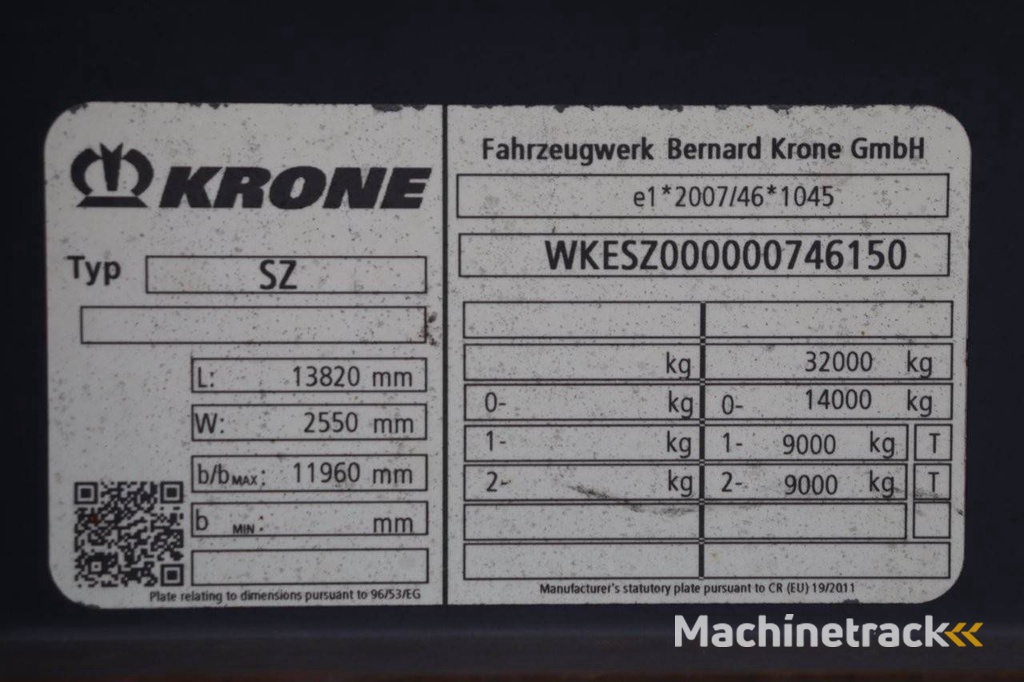 KRONE
Typ SZ
L: 13820 mm
W: 2550 mm
b/bMAX: 11960 mm
b MIN: mm
Plate relating to dimensions pursuant to 96/53/EG
Fahrzeugwerk Bernard Krone GmbH
e1*2007/46*1045
WKESZ000000746150
kg 32000 kg
0- kg 0- 14000 kg
1- kg 1- 9000 kg T
2- kg 2- 9000 kg T
Manufacturer's statutory plate pursuant to CR (EU) 19/2011
Machinetrack